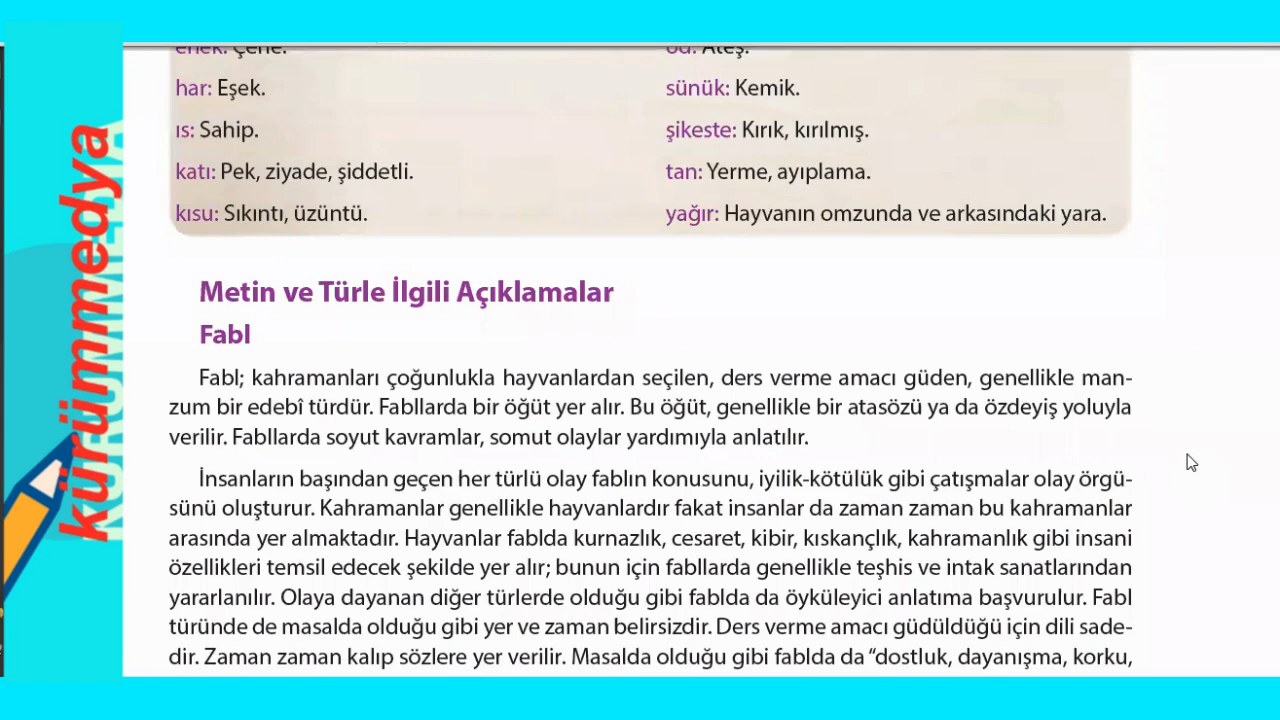 enek: Çene.
har: Eşek.
ıs: Sahip.
katı: Pek, ziyade, şiddetli.
kısu: Sıkıntı, üzüntü.
od: Ateş.
sünük: Kemik.
şikeste: Kırık, kırılmış.
tan: Yerme, ayıplama.
yağır: Hayvanın omzunda ve arkasındaki yara.
Metin ve Türle İlgili Açıklamalar
Fabl
Fabl; kahramanları çoğunlukla hayvanlardan seçilen, ders verme amacı güden, genellikle man-
zum bir edebî türdür. Fabllarda bir öğüt yer alır. Bu öğüt, genellikle bir atasözü ya da özdeyiş yoluyla
verilir. Fabllarda soyut kavramlar, somut olaylar yardımıyla anlatılır.
İnsanların başından geçen her türlü olay fablın konusunu, iyilik-kötülük gibi çatışmalar olay örgü-
sünü oluşturur. Kahramanlar genellikle hayvanlardır fakat insanlar da zaman zaman bu kahramanlar
arasında yer almaktadır. Hayvanlar fablda kurnazlık, cesaret, kibir, kıskançlık, kahramanlık gibi insani
özellikleri temsil edecek şekilde yer alır; bunun için fabllarda genellikle teşhis ve intak sanatlarından
yararlanılır. Olaya dayanan diğer türlerde olduğu gibi fablda da öyküleyici anlatıma başvurulur. Fabl
türünde de masalda olduğu gibi yer ve zaman belirsizdir. Ders verme amacı güdüldüğü için dili sade-
dir. Zaman zaman kalıp sözlere yer verilir. Masalda olduğu gibi fablda da “dostluk, dayanışma, korku,
kürümmedya